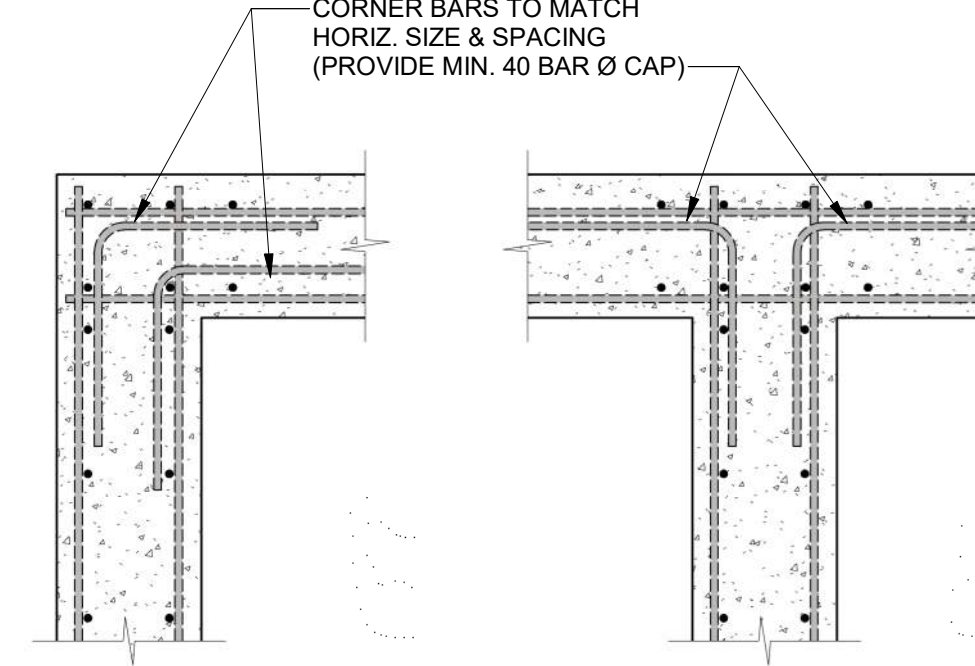 CORNER BARS TO MATCH
HORIZ. SIZE & SPACING
(PROVIDE MIN. 40 BAR Ø CAP)